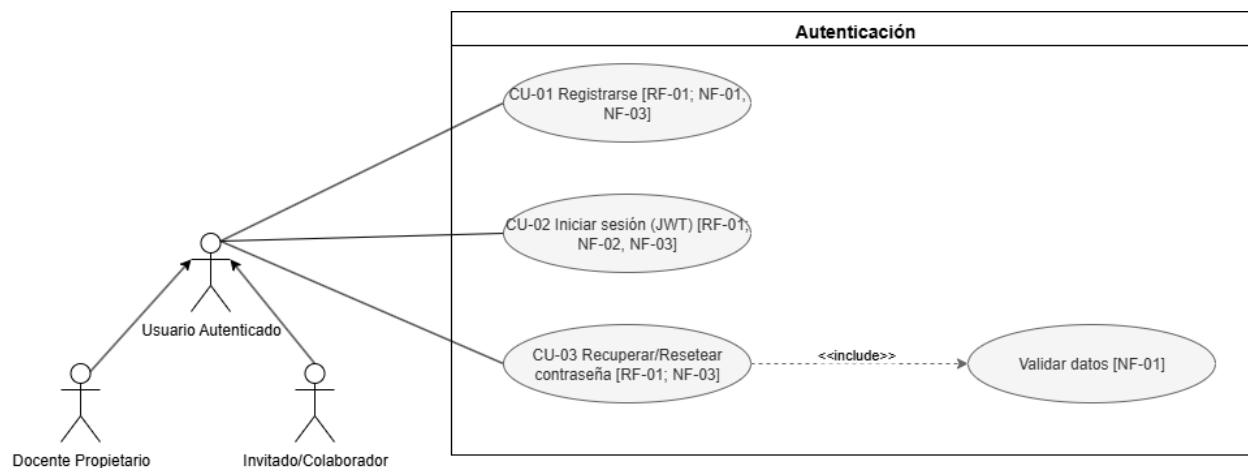 Autenticación
CU-01 Registrarse [RF-01; NF-01,
NF-03]
CU-02 Iniciar sesión (JWT) [RF-01;
NF-02, NF-03]
Usuario Autenticado
CU-03 Recuperar/Resetear
contraseña [RF-01; NF-03]
<<include>>
Validar datos [NF-01]
Docente Propietario
Invitado/Colaborador